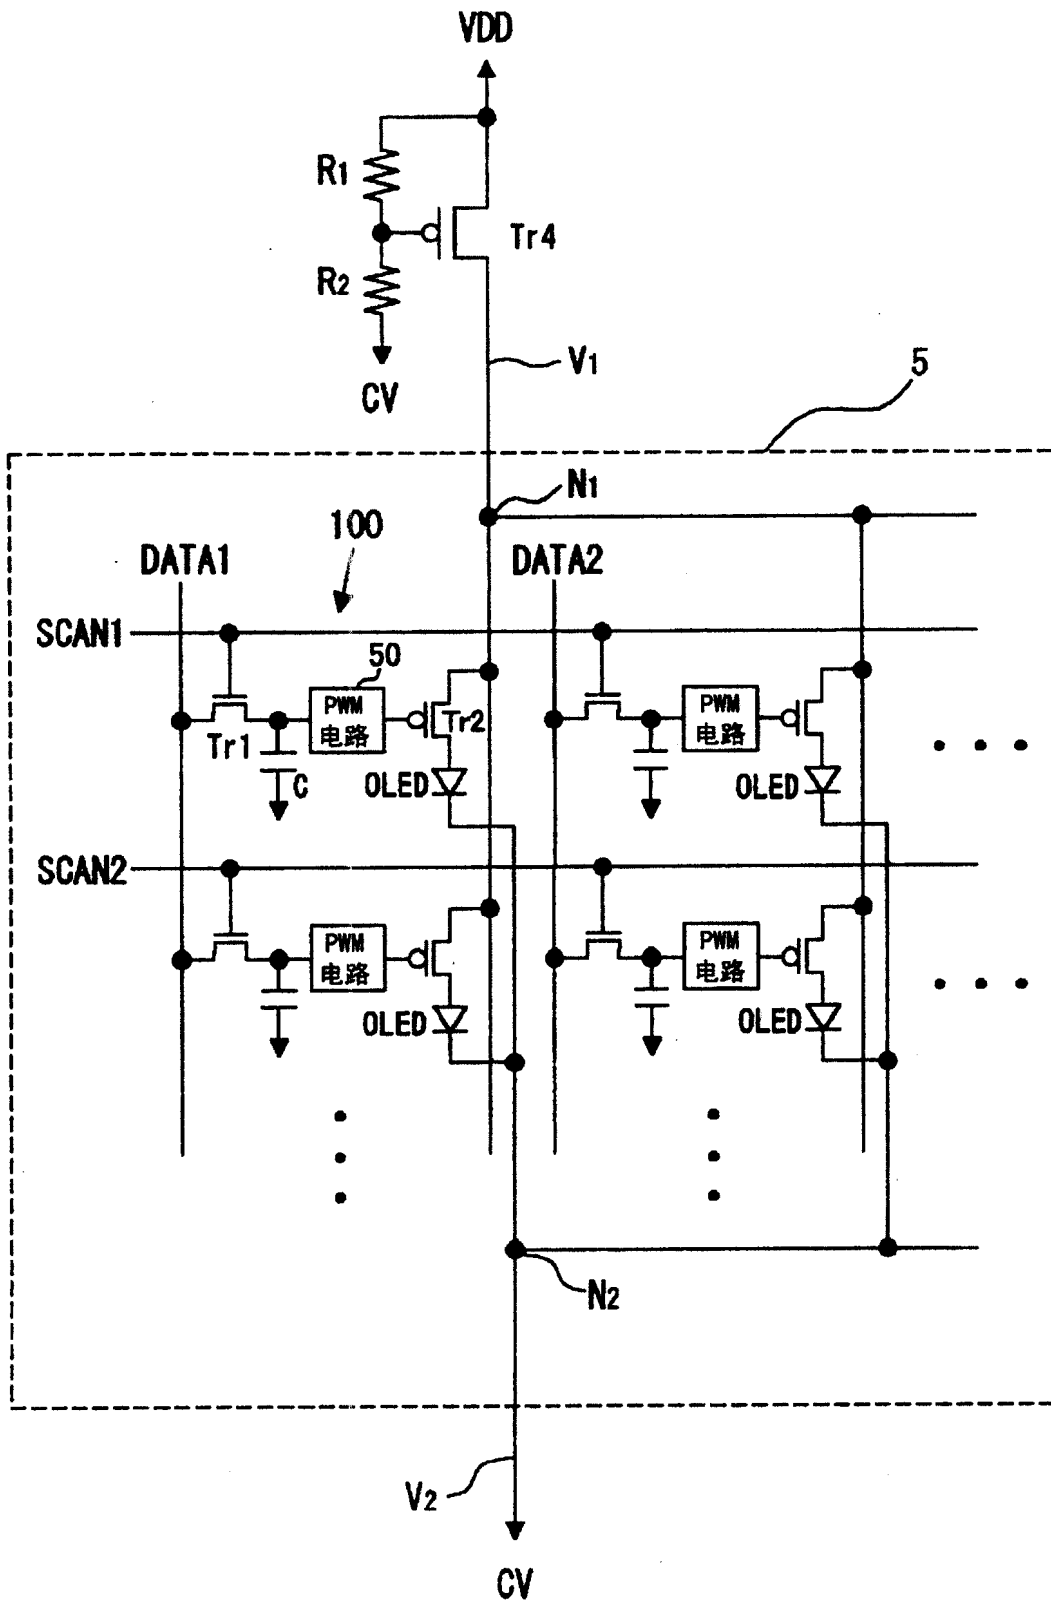 VDD
R1
Tr4
R2
V1
CV
5
N1
100
DATA1
DATA2
SCAN1
50
PWM
电路
Tr2
Tr1
C
OLED
PWM
电路
OLED
SCAN2
PWM
电路
OLED
PWM
电路
OLED
N2
V2
CV